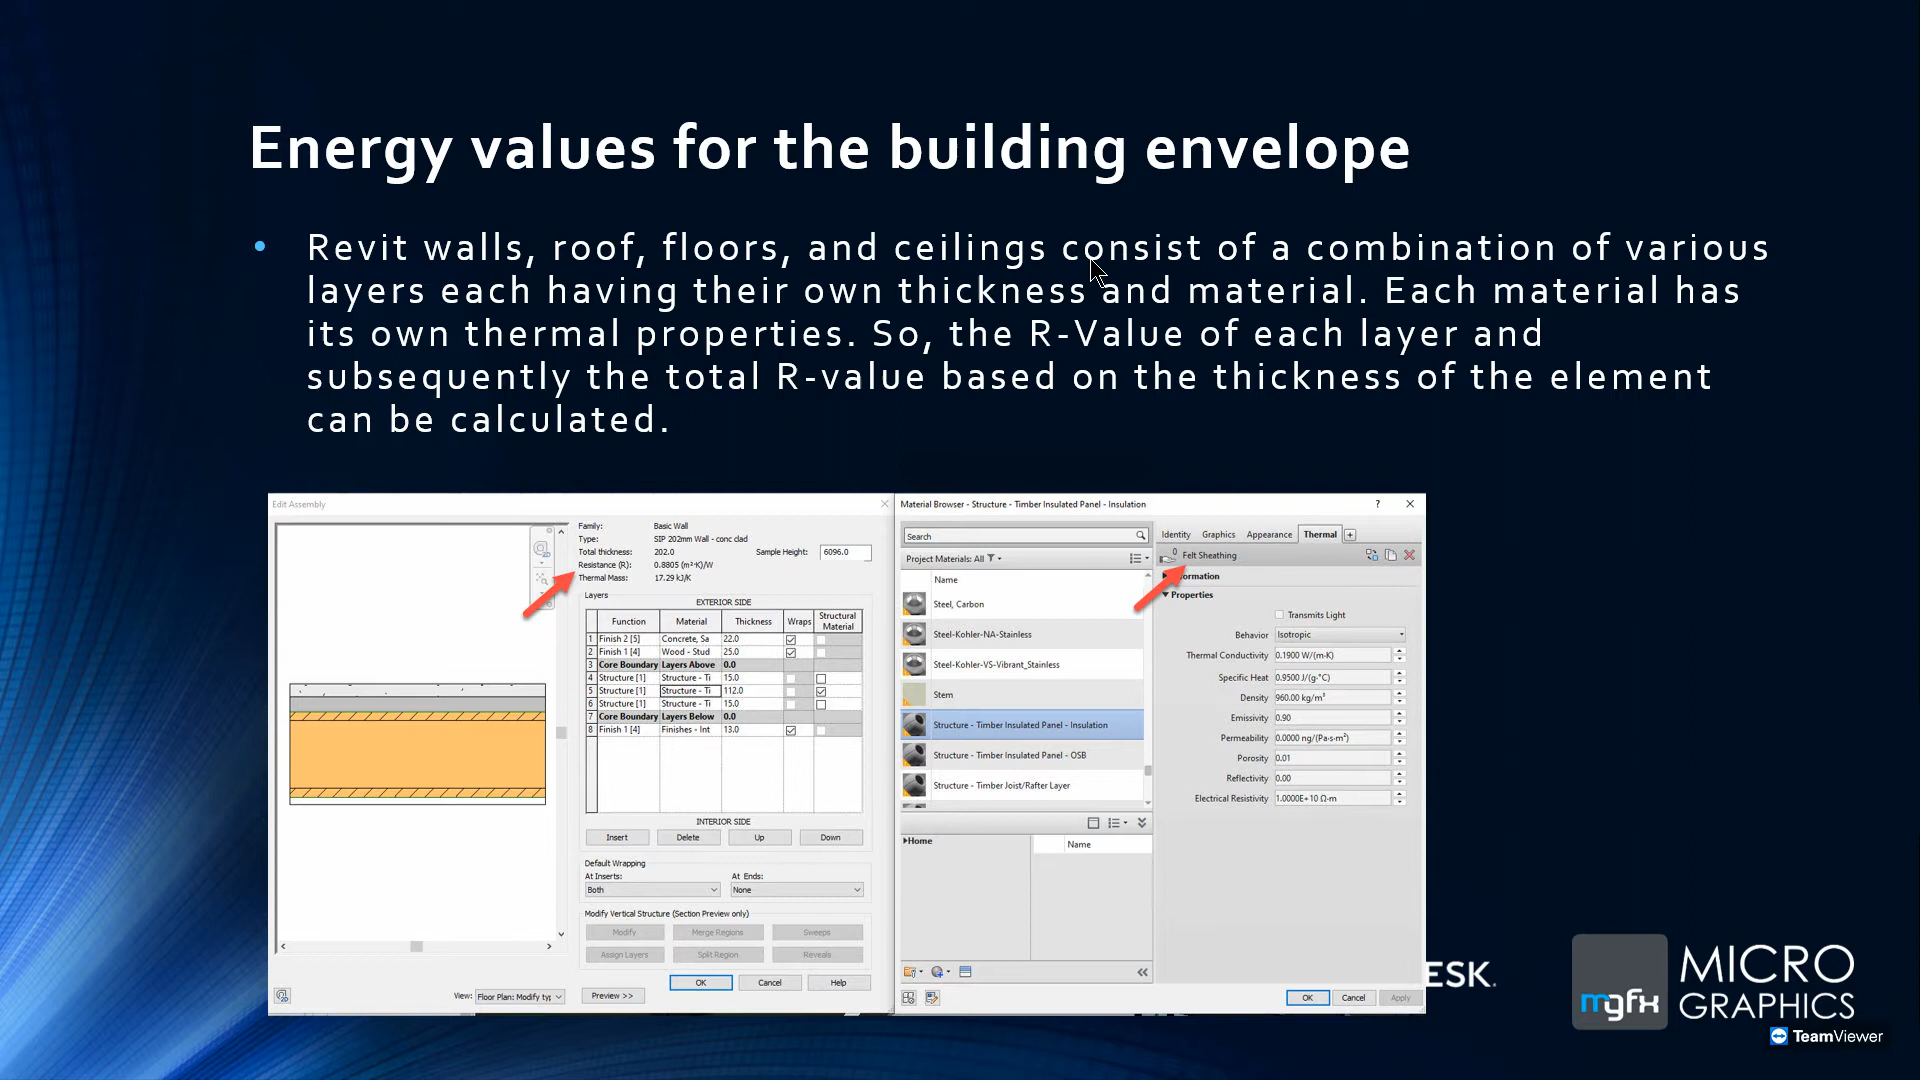 Energy values for the building envelope
• Revit walls, roof, floors, and ceilings consist of a combination of various
layers each having their own thickness and material. Each material has
its own thermal properties. So, the R-Value of each layer and
subsequently the total R-value based on the thickness of the element
can be calculated.
Edit Assembly
Family: Basic Wall
Type: SIP 202mm Wall - conc clad
Total thickness: 202.0 Sample Height: 6096.0
Resistance (R): 0.8805 (m²·K)/W
Thermal Mass: 17.29 kJ/K
Layers
EXTERIOR SIDE
Function Material Thickness Wraps Structural Material
1 Finish 2 [5] Concrete, Sa 22.0
2 Finish 1 [4] Wood - Stud 25.0
3 Core Boundary Layers Above 0.0
4 Structure [1] Structure - Ti 15.0
5 Structure [1] Structure - Ti 112.0
6 Structure [1] Structure - Ti 15.0
7 Core Boundary Layers Below 0.0
8 Finish 1 [4] Finishes - Int 13.0
INTERIOR SIDE
Insert Delete Up Down
Default Wrapping
At Inserts: At Ends:
Both None
Modify Vertical Structure (Section Preview only)
Modify Merge Regions Sweeps
Assign Layers Split Region Reveals
OK Cancel Help
View: Floor Plan: Modify typ Preview >>
Material Browser - Structure - Timber Insulated Panel - Insulation ?
Search
Project Materials: All
Name
Steel, Carbon
Steel-Kohler-NA-Stainless
Steel-Kohler-VS-Vibrant_Stainless
Stem
Structure - Timber Insulated Panel - Insulation
Structure - Timber Insulated Panel - OSB
Structure - Timber Joist/Rafter Layer
Home
Name
Identity Graphics Appearance Thermal +
0
Felt Sheathing
ormation
Properties
Transmits Light
Behavior Isotropic
Thermal Conductivity 0.1900 W/(m·K)
Specific Heat 0.9500 J/(g·°C)
Density 960.00 kg/m³
Emissivity 0.90
Permeability 0.0000 ng/(Pa·s·m²)
Porosity 0.01
Reflectivity 0.00
Electrical Resistivity 1.0000E+10 Ω·m
OK Cancel Apply
ESK.
mgfx MICRO
GRAPHICS
TeamViewer